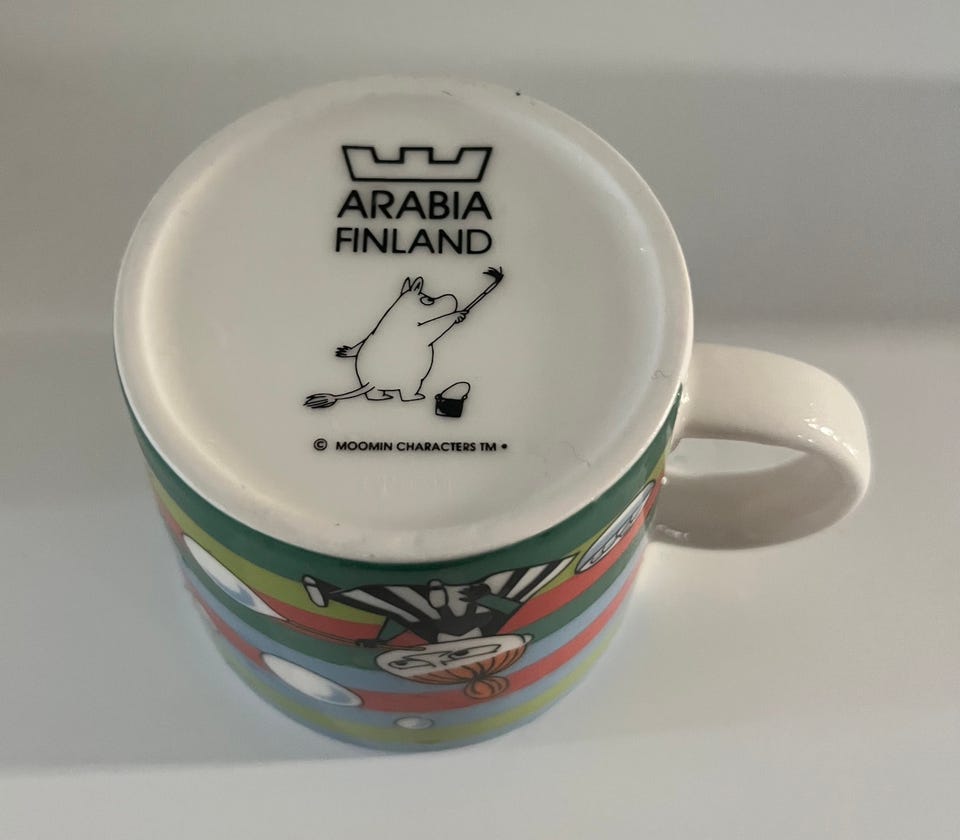 ARABIA
FINLAND
© MOOMIN CHARACTERS TM •